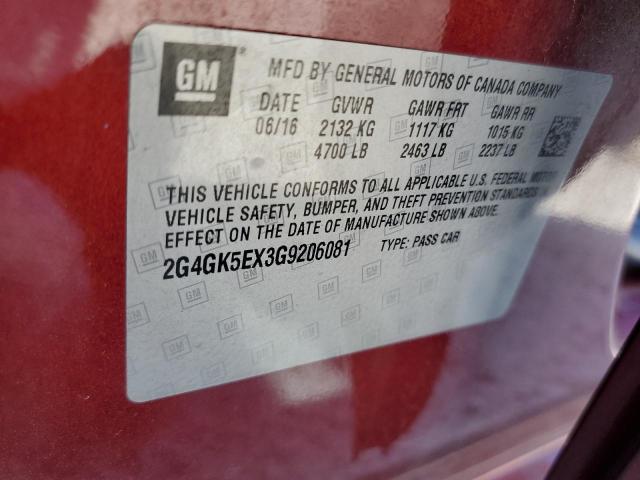 GM ® MFD BY GENERAL MOTORS OF CANADA COMPANY
DATE GVWR GAWR FRT GAWR RR
06/16 2132 KG 1117 KG 1015 KG
4700 LB 2463 LB 2237 LB
THIS VEHICLE CONFORMS TO ALL APPLICABLE U.S. FEDERAL MOTOR
VEHICLE SAFETY, BUMPER, AND THEFT PREVENTION STANDARDS IN
EFFECT ON THE DATE OF MANUFACTURE SHOWN ABOVE.
2G4GK5EX3G9206081 TYPE: PASS CAR